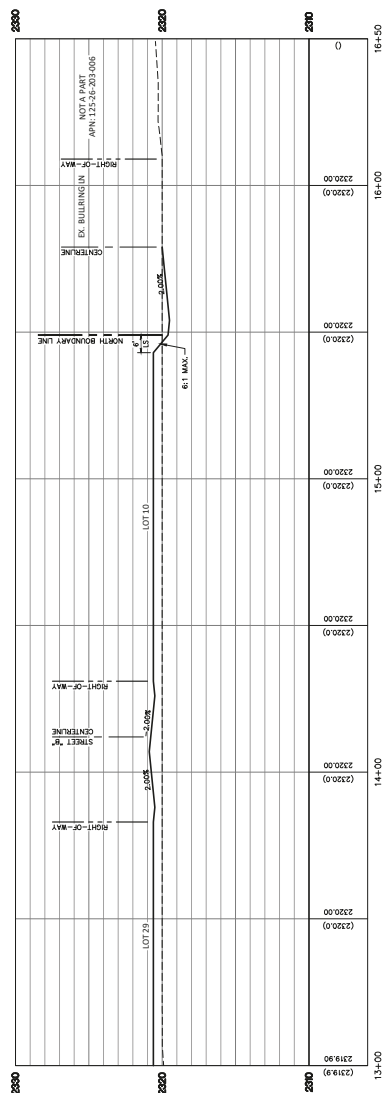 2330
2320
2310
2330
2320
2310
NOT A PART
APN: 125-26-203-006
EX. BULLRING LN
RIGHT-OF-WAY
CENTERLINE
NORTH BOUNDARY LINE
6'
LS
2.00%
6:1 MAX.
LOT 10
RIGHT-OF-WAY
STREET "B"
CENTERLINE
-2.00%
2.00%
RIGHT-OF-WAY
LOT 29
()
2320.00
(2320.0)
2320.00
(2320.0)
2320.00
(2320.0)
2320.00
(2320.0)
2320.00
(2320.0)
2320.00
(2320.0)
2319.90
(2319.9)
16+50
16+00
15+00
14+00
13+00